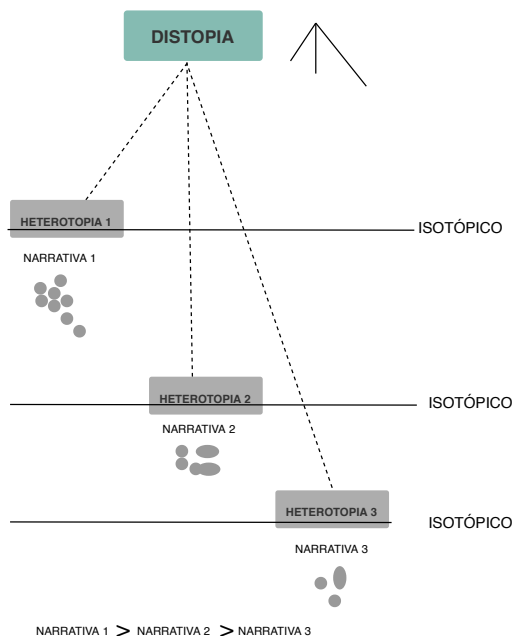 DISTOPIA
HETEROTOPIA 1
ISOTÓPICO
NARRATIVA 1
HETEROTOPIA 2
ISOTÓPICO
NARRATIVA 2
HETEROTOPIA 3
ISOTÓPICO
NARRATIVA 3
NARRATIVA 1 > NARRATIVA 2 > NARRATIVA 3